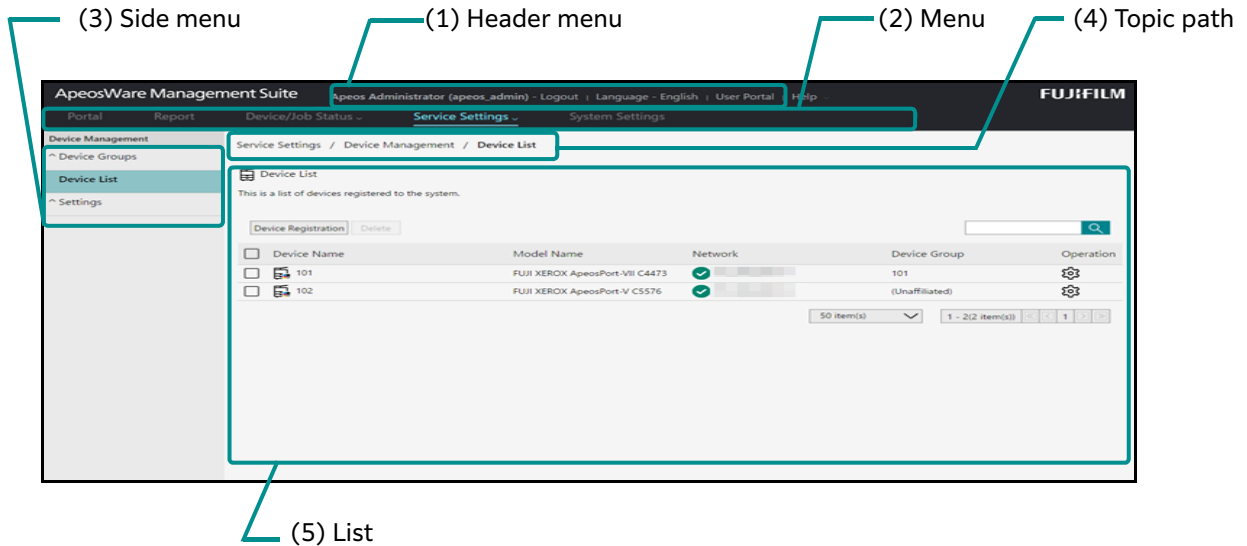 (3) Side menu
(1) Header menu
(2) Menu
(4) Topic path
ApeosWare Management Suite
Apeos Administrator (apeos_admin) - Logout | Language - English | User Portal | Help
FUJIFILM
Portal Report Device/Job Status Service Settings System Settings
Device Management
Device Groups
Device List
Settings
Service Settings / Device Management / Device List
Device List
This is a list of devices registered to the system.
Device Registration Delete
Device Name Model Name Network Device Group Operation
101 FUJI XEROX ApeosPort-VII C4473 101
102 FUJI XEROX ApeosPort-V C5576 (Unaffiliated)
50 item(s) 1 - 2(2 item(s)) « < 1 > »
(5) List